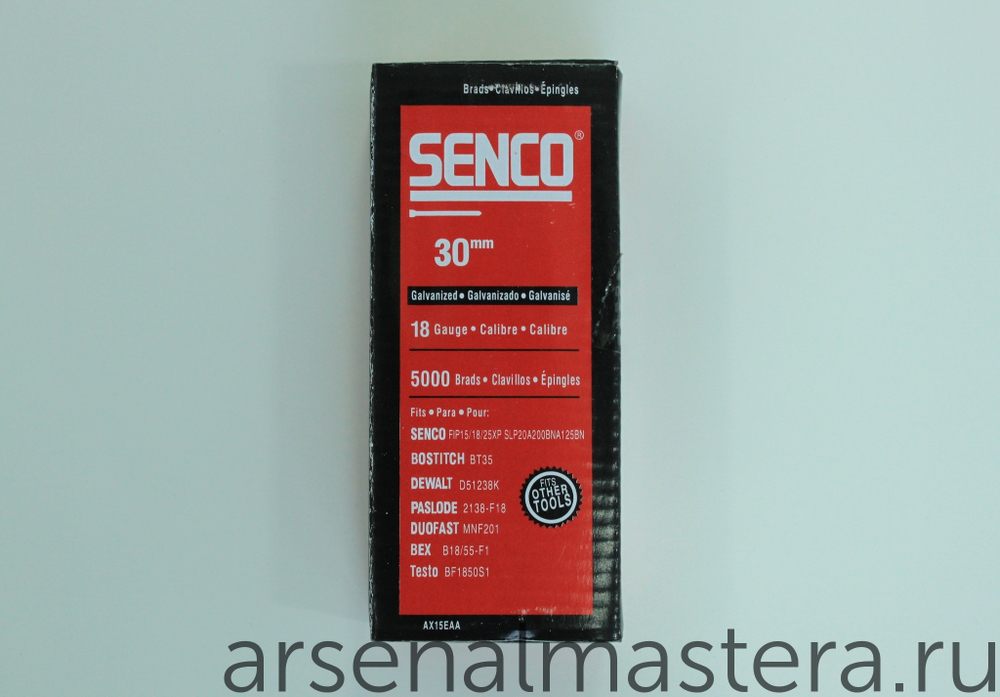 Brads•Clavillos•Épingles
SENCO®
30mm
Galvanized • Galvanizado • Galvanisé
18 Gauge • Calibre • Calibre
5000 Brads • Clavillos • Épingles
Fits • Para • Pour:
SENCO FIP15/18/25XP SLP20A200BNA125BN
BOSTITCH BT35
DEWALT D51238K
FITS OTHER TOOLS
PASLODE 2138-F18
DUOFAST MNF201
BEX B18/55-F1
Testo BF1850S1
AX15EAA
arsenalmastera.ru